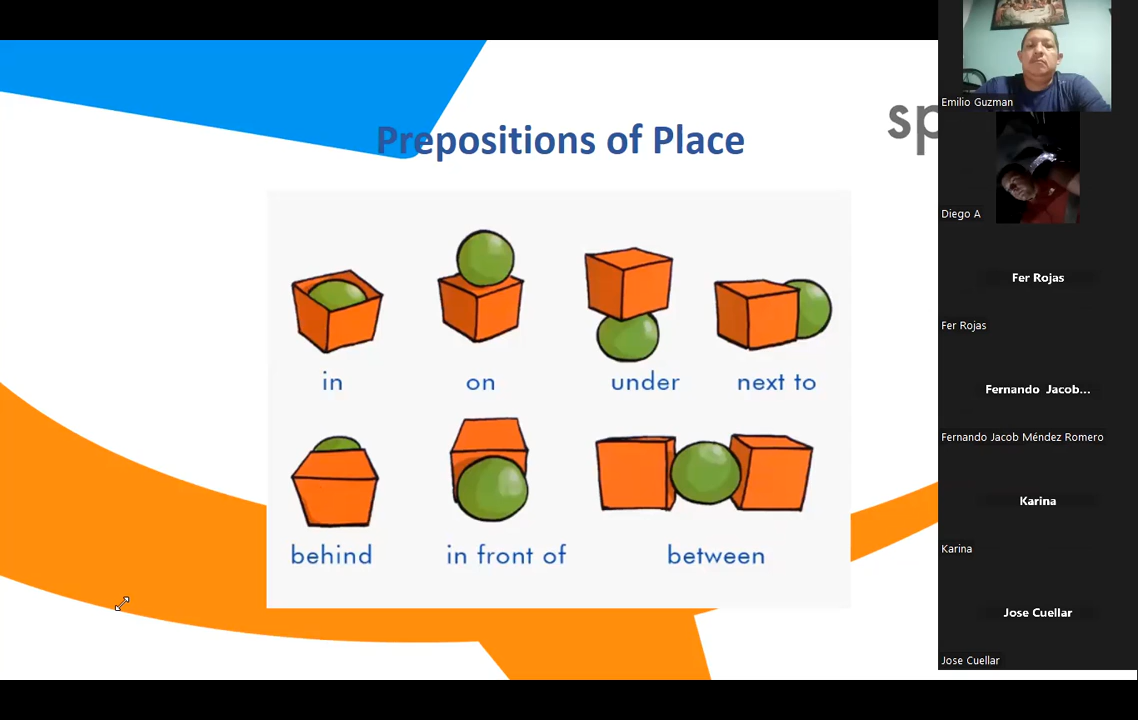 Prepositions of Place
sp
in
on
under
next to
behind
in front of
between
Emilio Guzman
Diego A
Fer Rojas
Fer Rojas
Fernando Jacob...
Fernando Jacob Méndez Romero
Karina
Karina
Jose Cuellar
Jose Cuellar